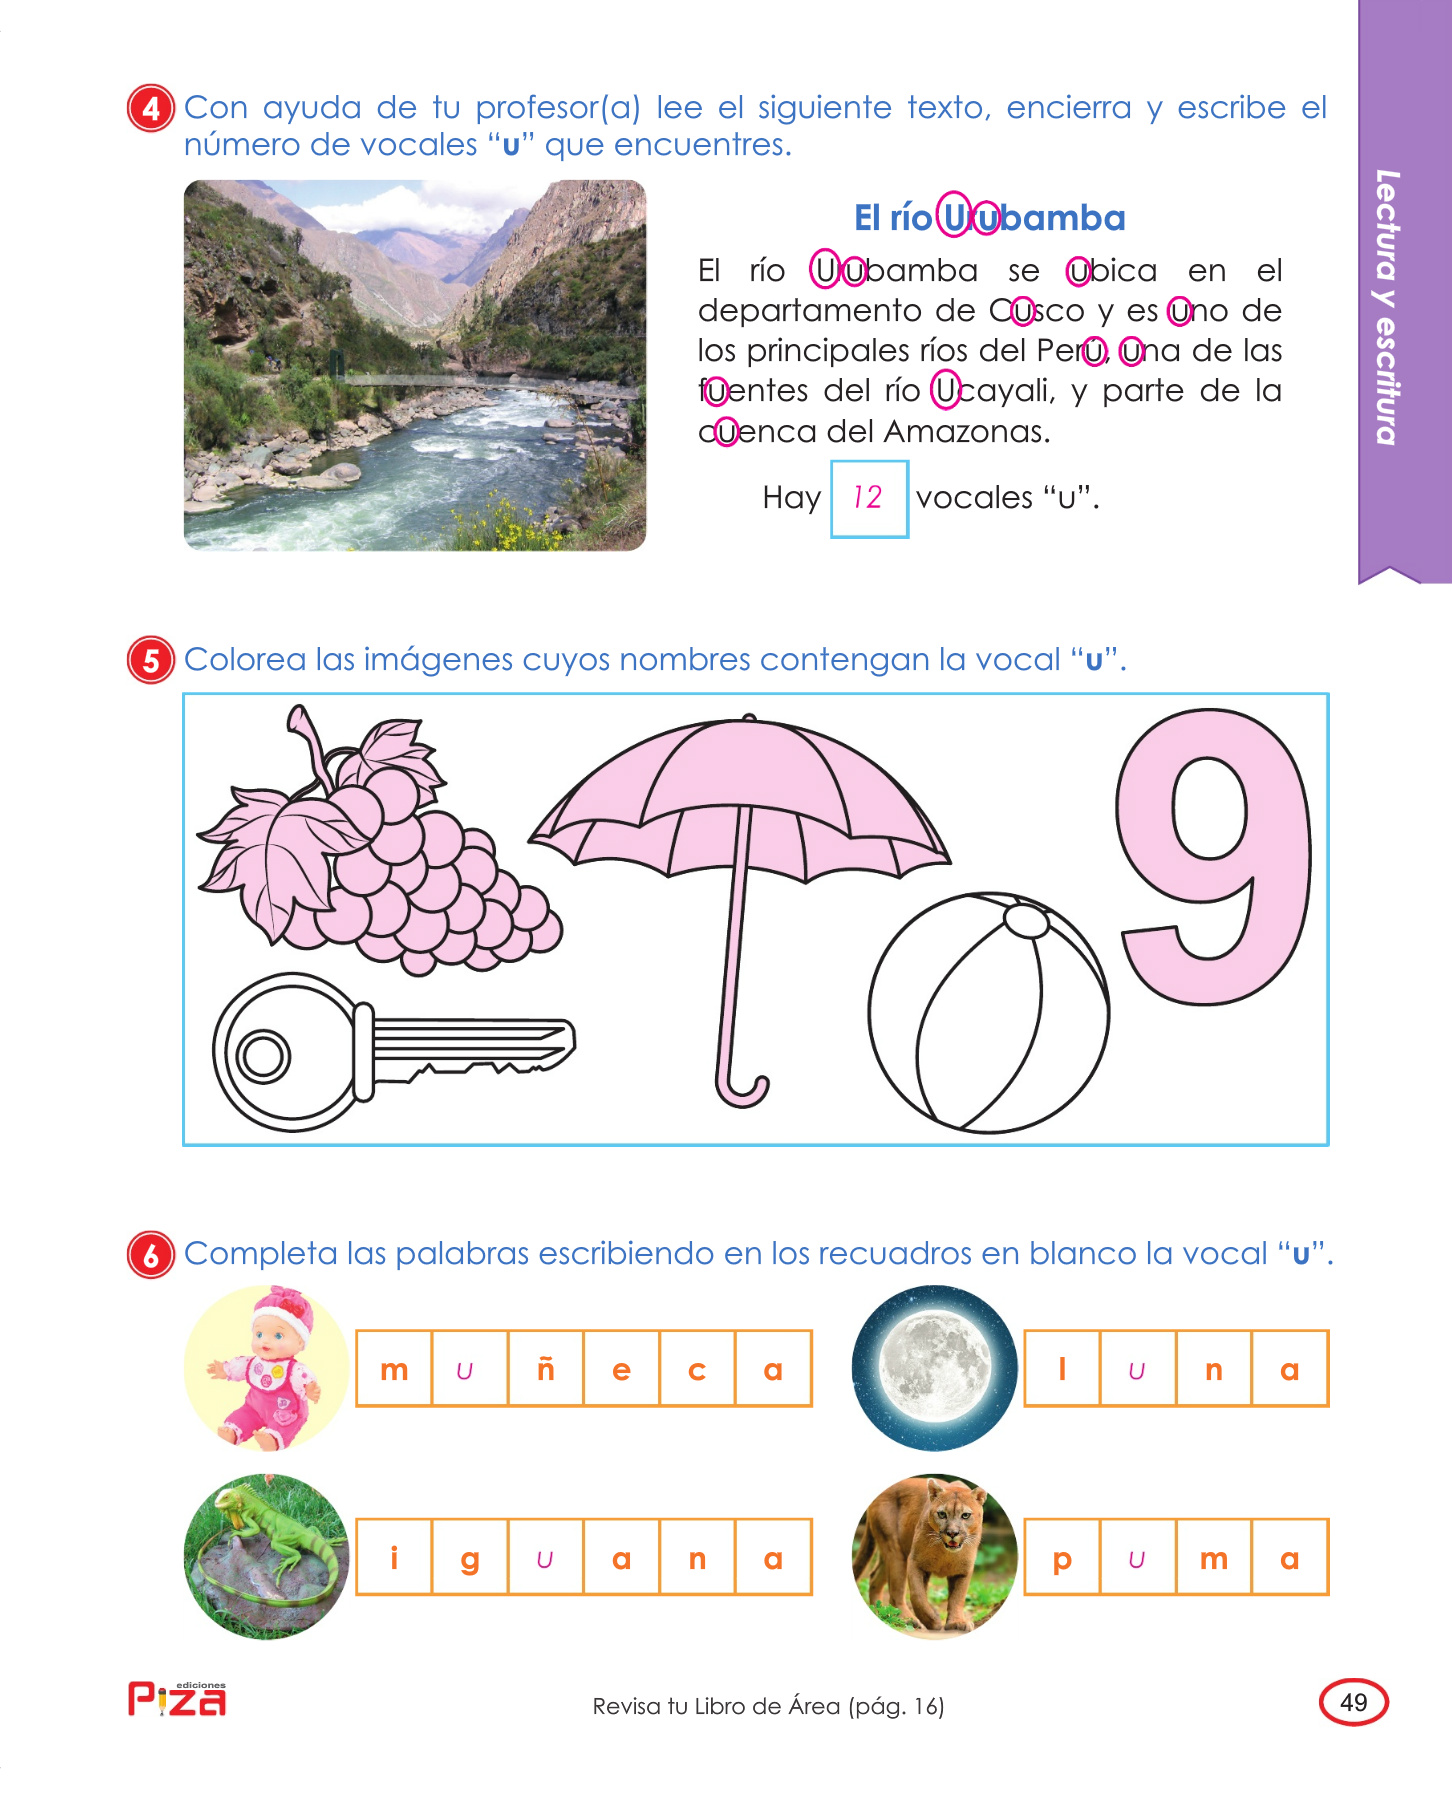 4 Con ayuda de tu profesor(a) lee el siguiente texto, encierra y escribe el
número de vocales “u” que encuentres.
El río Urubamba
El río Urubamba se ubica en el
departamento de Cusco y es uno de
los principales ríos del Perú, una de las
fuentes del río Ucayali, y parte de la
cuenca del Amazonas.
Hay 12 vocales “u”.
Lectura y escritura
5 Colorea las imágenes cuyos nombres contengan la vocal “u”.
9
6 Completa las palabras escribiendo en los recuadros en blanco la vocal “u”.
m u ñ e c a
l u n a
i g u a n a
p u m a
ediciones
Piza
Revisa tu Libro de Área (pág. 16)
49